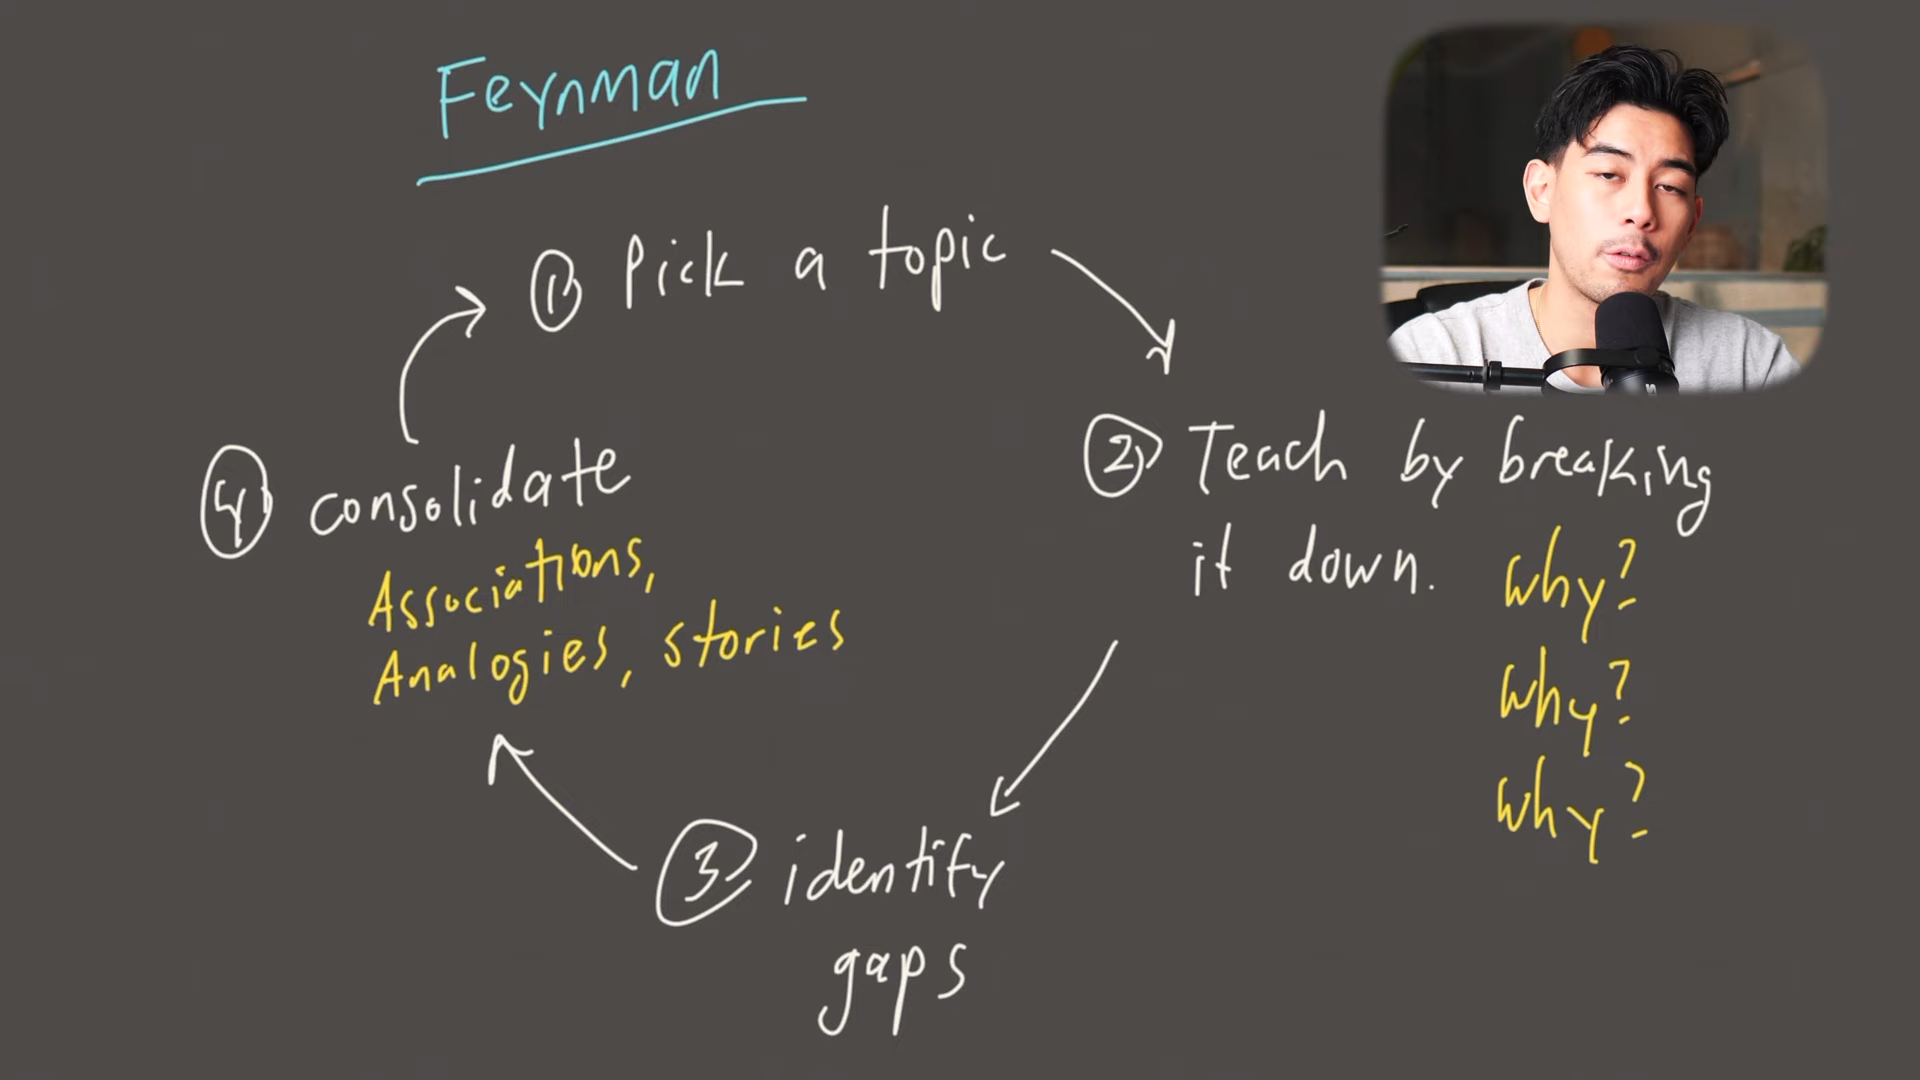 Feynman
① Pick a topic
② Teach by breaking
it down.
Why?
Why?
Why?
③ identify
gaps
④ consolidate
Associations,
Analogies, stories